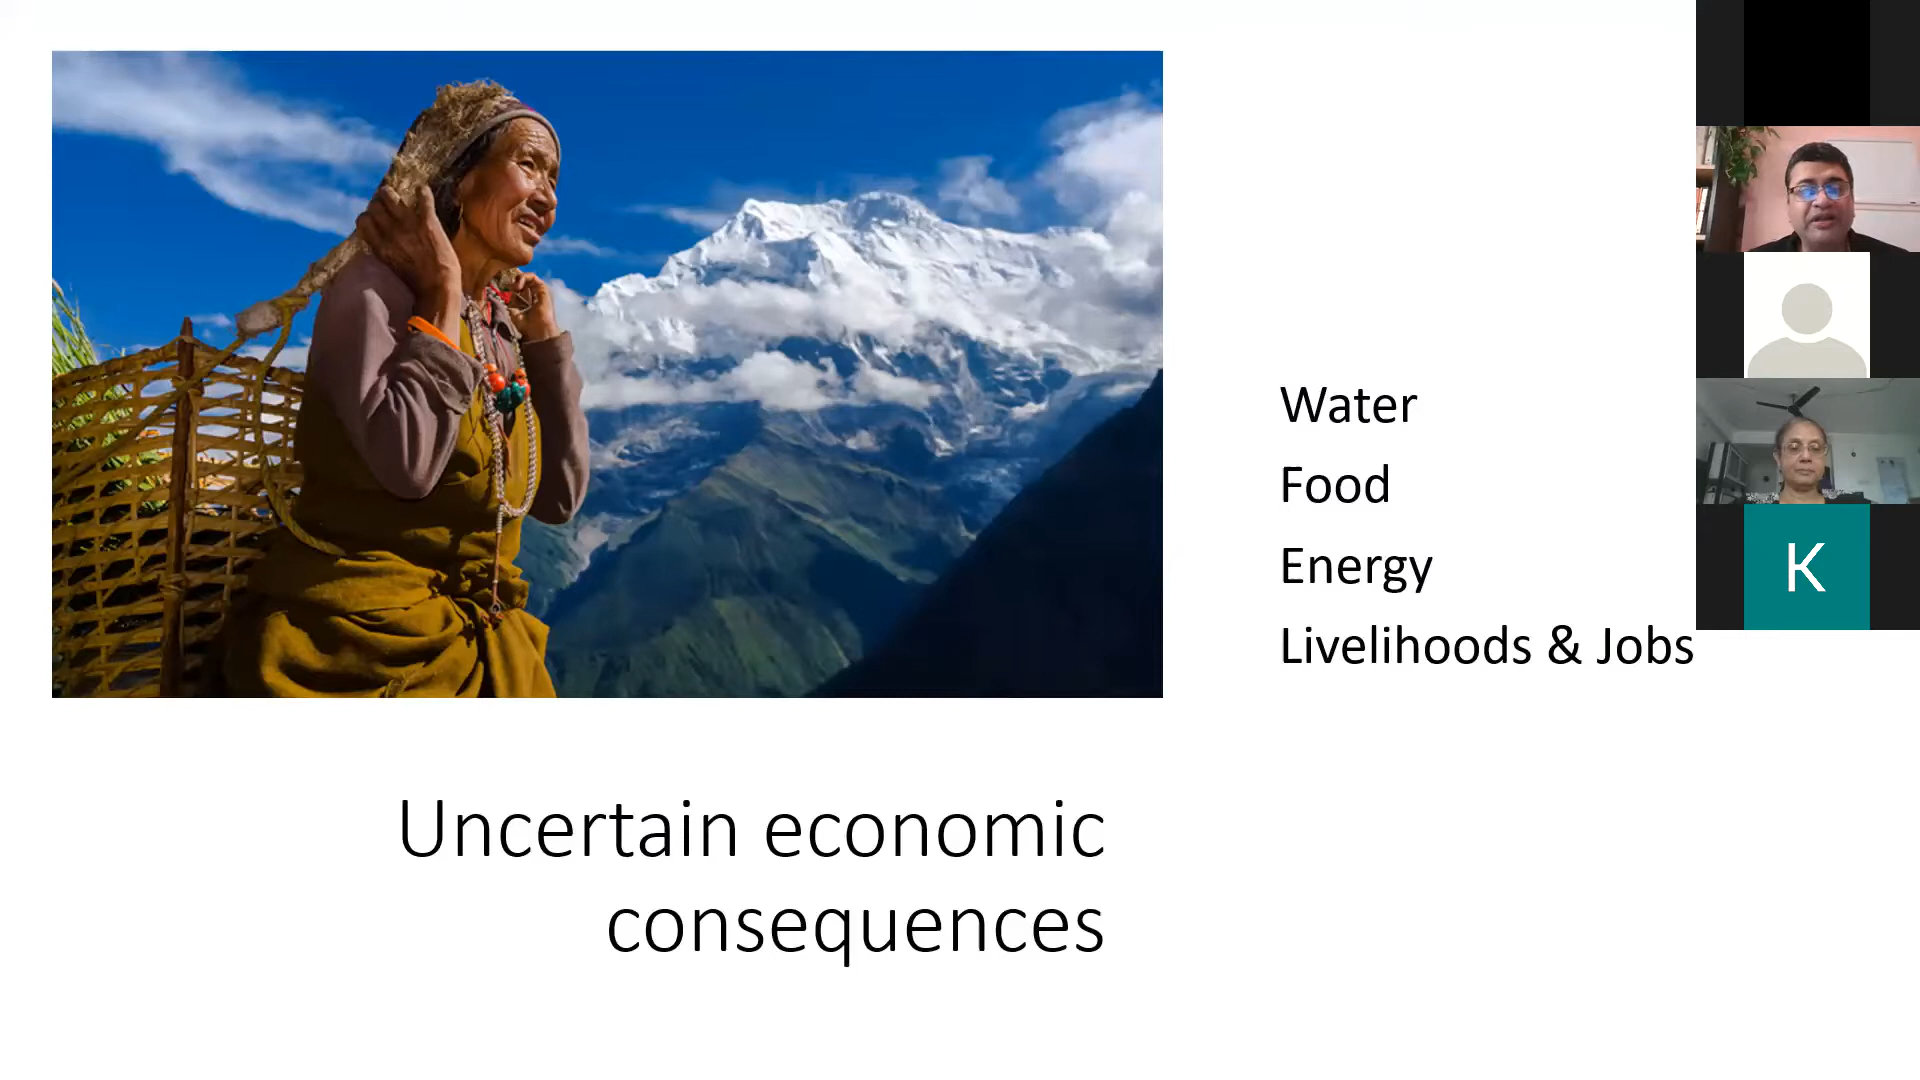 Water
Food
Energy
Livelihoods & Jobs
Uncertain economic
consequences
K